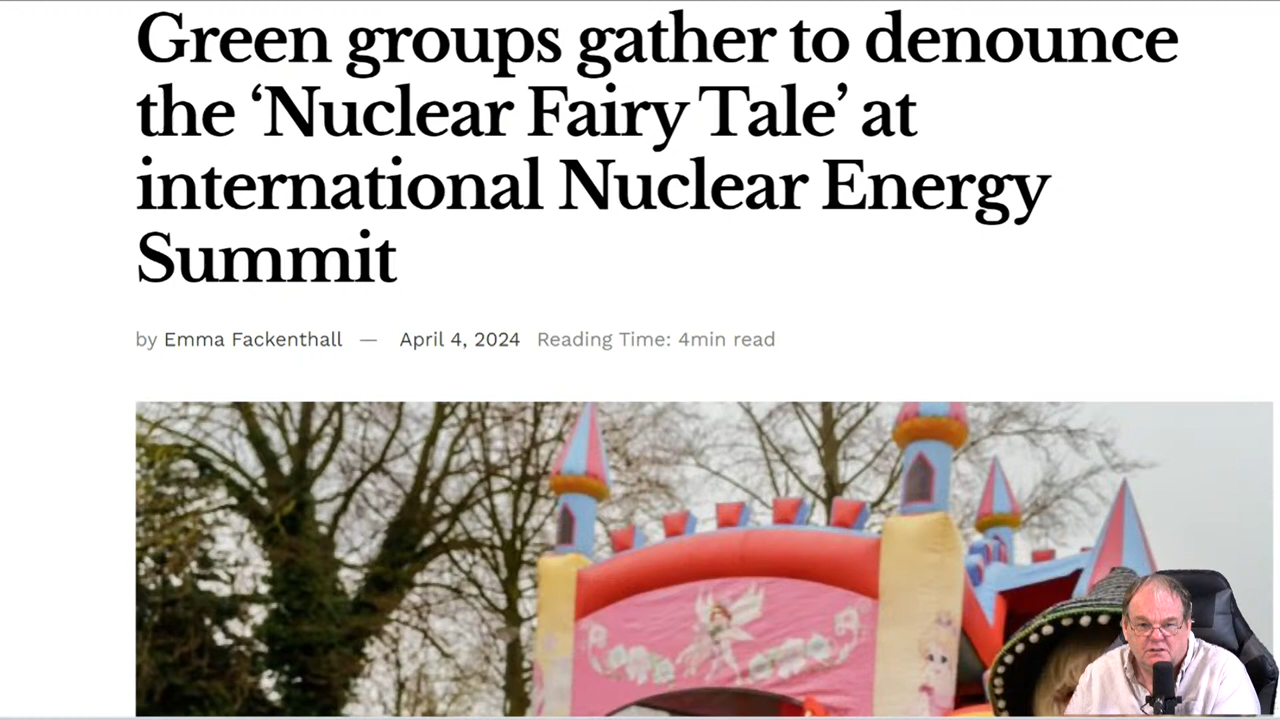 Green groups gather to denounce
the ‘Nuclear Fairy Tale’ at
international Nuclear Energy
Summit
by Emma Fackenthall — April 4, 2024 Reading Time: 4min read